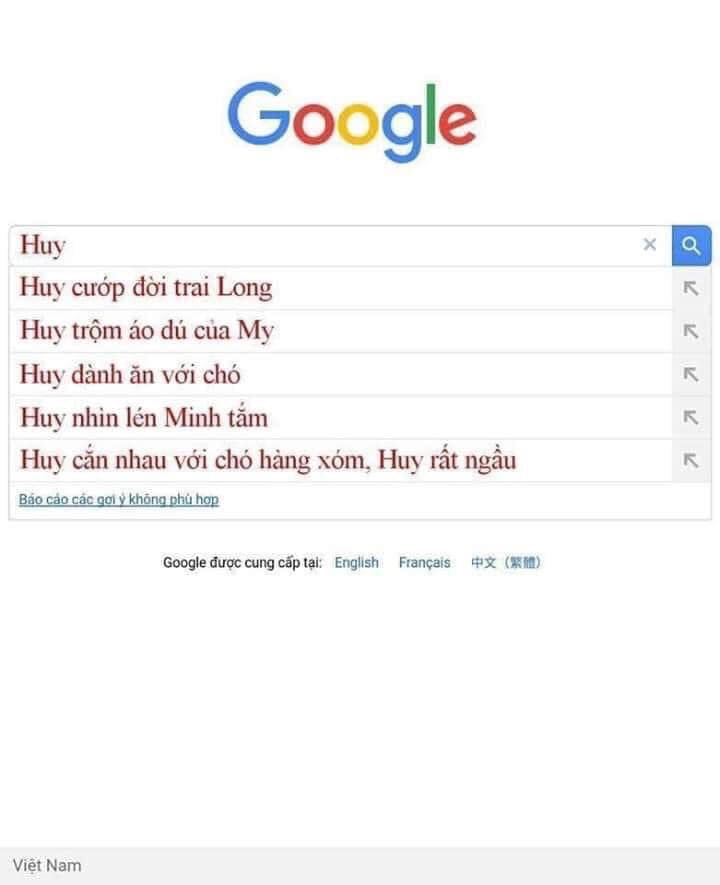 Google
Huy
Huy cướp đời trai Long
Huy trộm áo dú của My
Huy dành ăn với chó
Huy nhìn lén Minh tắm
Huy cắn nhau với chó hàng xóm, Huy rất ngầu
Báo cáo các gợi ý không phù hợp
Google được cung cấp tại: English Français 中文（繁體）
Việt Nam